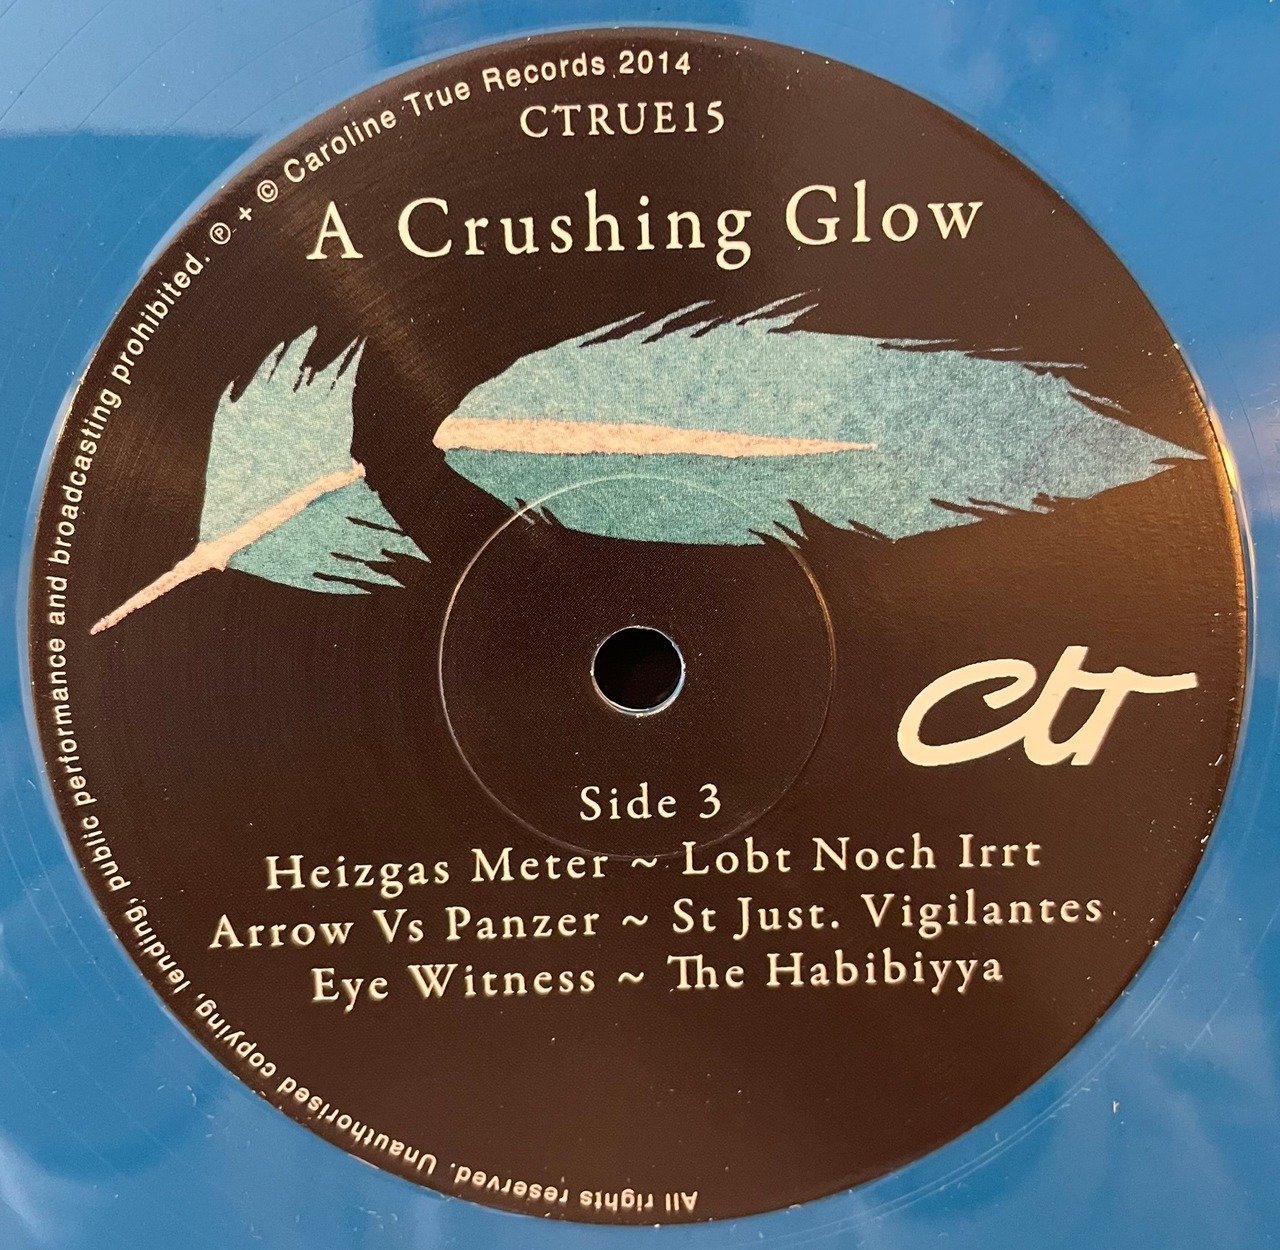 All rights reserved. Unauthorised copying, lending, public performance and broadcasting prohibited. ℗ + © Caroline True Records 2014
CTRUE15
A Crushing Glow
ctr
Side 3
Heizgas Meter ~ Lobt Noch Irrt
Arrow Vs Panzer ~ St Just. Vigilantes
Eye Witness ~ The Habibiyya